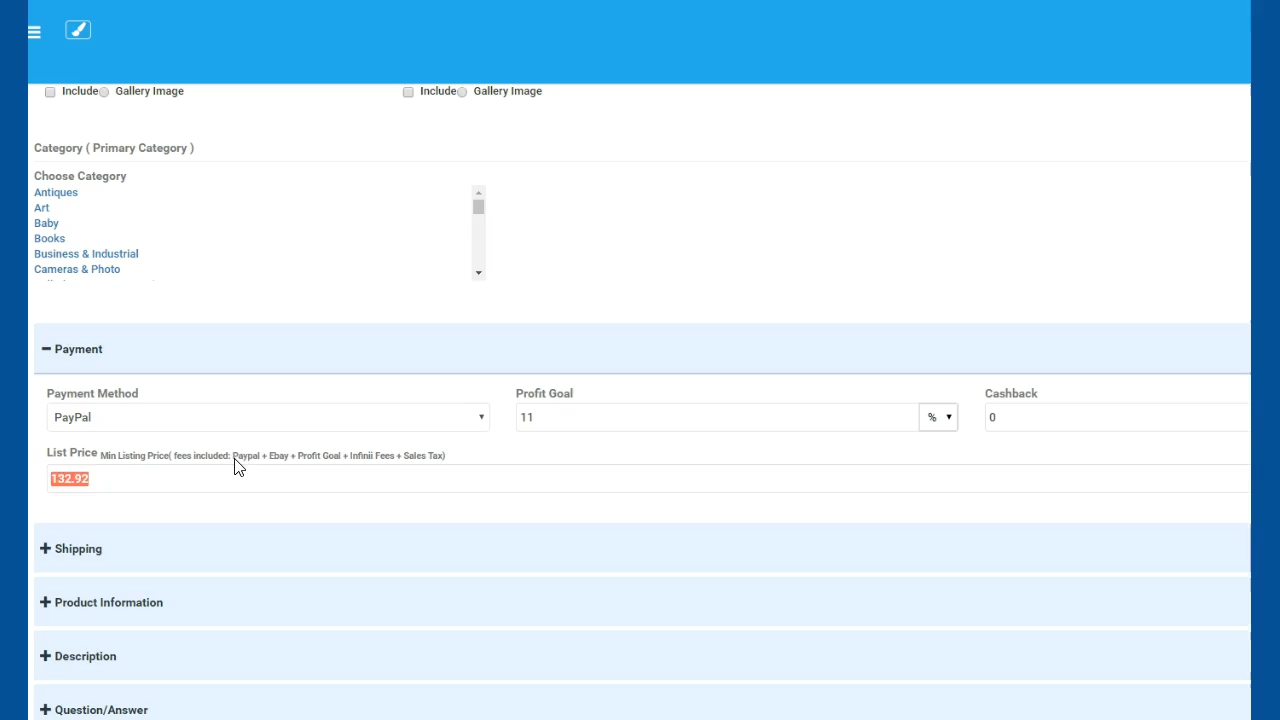 Include Gallery Image Include Gallery Image
Category ( Primary Category )
Choose Category
Antiques
Art
Baby
Books
Business & Industrial
Cameras & Photo
Payment
Payment Method Profit Goal Cashback
PayPal 11 % 0
List Price Min Listing Price( fees included: Paypal + Ebay + Profit Goal + Infinii Fees + Sales Tax)
132.92
Shipping
Product Information
Description
Question/Answer